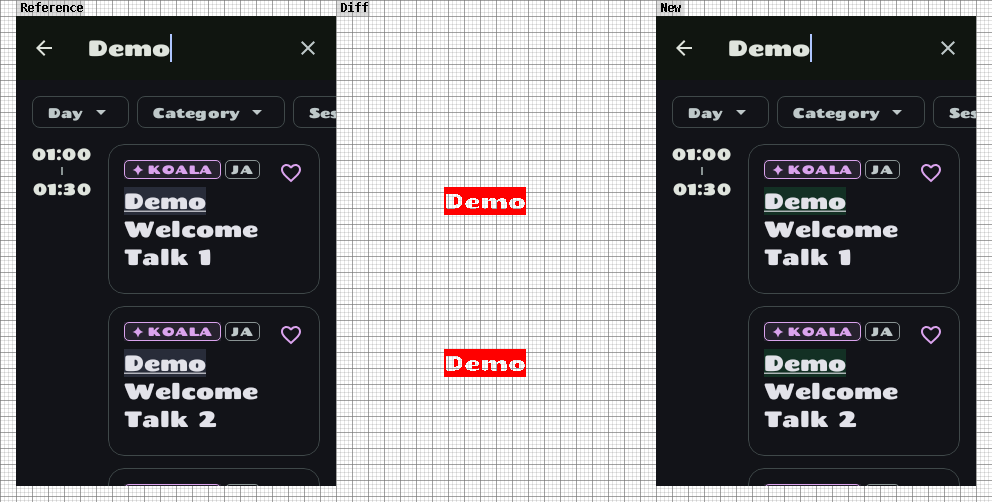 Reference
Demo
Day
Category
Ses
01:00
01:30
KOALA
JA
Demo
Welcome
Talk 1
KOALA
JA
Demo
Welcome
Talk 2
Diff
Demo
Demo
New
Demo
Day
Category
Ses
01:00
01:30
KOALA
JA
Demo
Welcome
Talk 1
KOALA
JA
Demo
Welcome
Talk 2